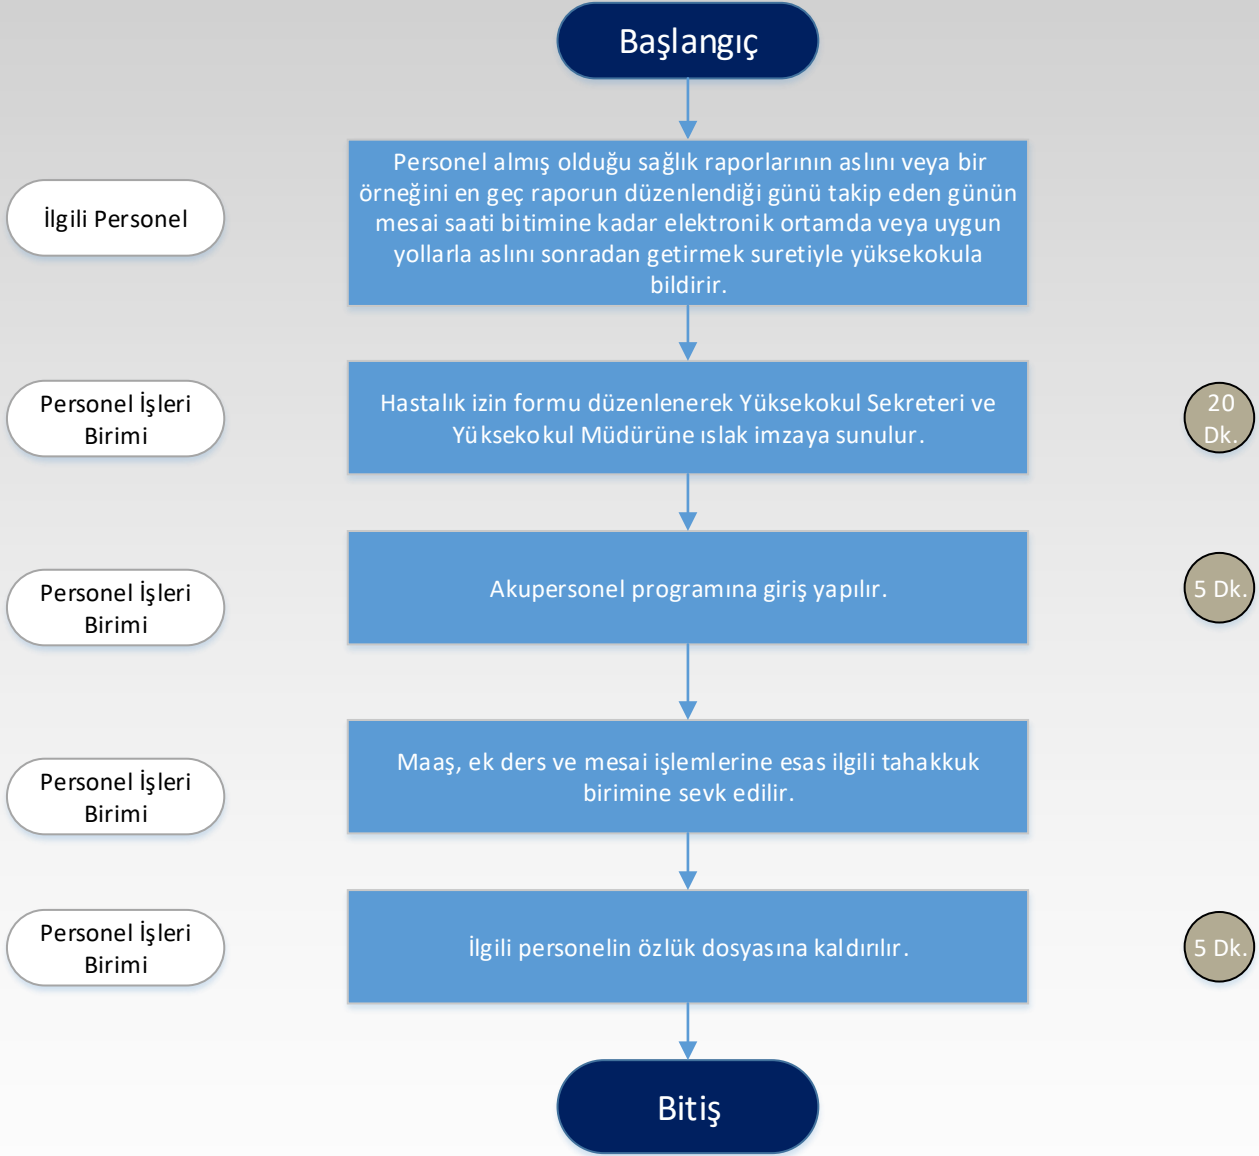 Başlangıç
İlgili Personel
Personel almış olduğu sağlık raporlarının aslını veya bir
örneğini en geç raporun düzenlendiği günü takip eden günün
mesai saati bitimine kadar elektronik ortamda veya uygun
yollarla aslını sonradan getirmek suretiyle yüksekokula
bildirir.
Personel İşleri
Birimi
Hastalık izin formu düzenlenerek Yüksekokul Sekreteri ve
Yüksekokul Müdürüne ıslak imzaya sunulur.
20
Dk.
Personel İşleri
Birimi
Akupersonel programına giriş yapılır.
5 Dk.
Personel İşleri
Birimi
Maaş, ek ders ve mesai işlemlerine esas ilgili tahakkuk
birimine sevk edilir.
Personel İşleri
Birimi
İlgili personelin özlük dosyasına kaldırılır.
5 Dk.
Bitiş